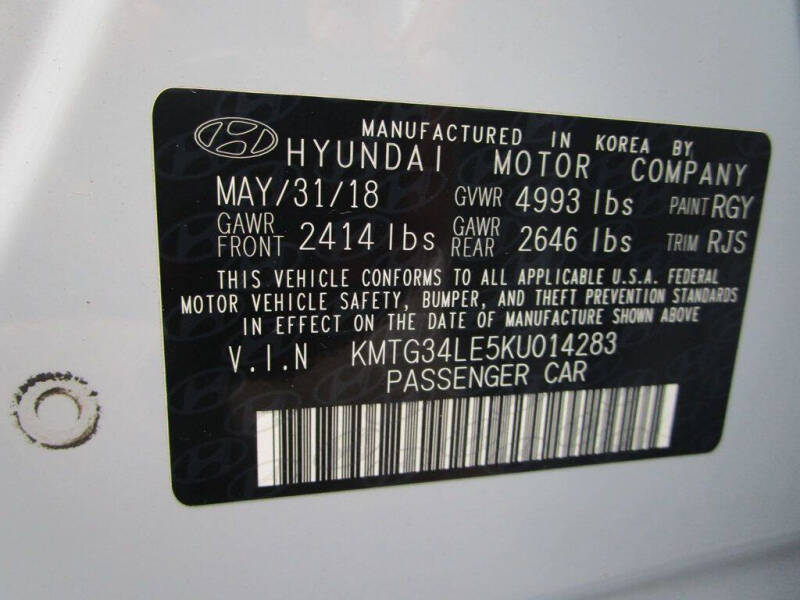 MANUFACTURED IN KOREA BY
HYUNDAI MOTOR COMPANY
MAY/31/18 GVWR 4993 lbs PAINT RGY
GAWR FRONT 2414 lbs GAWR REAR 2646 lbs TRIM RJS
THIS VEHICLE CONFORMS TO ALL APPLICABLE U.S.A. FEDERAL
MOTOR VEHICLE SAFETY, BUMPER, AND THEFT PREVENTION STANDARDS
IN EFFECT ON THE DATE OF MANUFACTURE SHOWN ABOVE
V.I.N KMTG34LE5KU014283
PASSENGER CAR